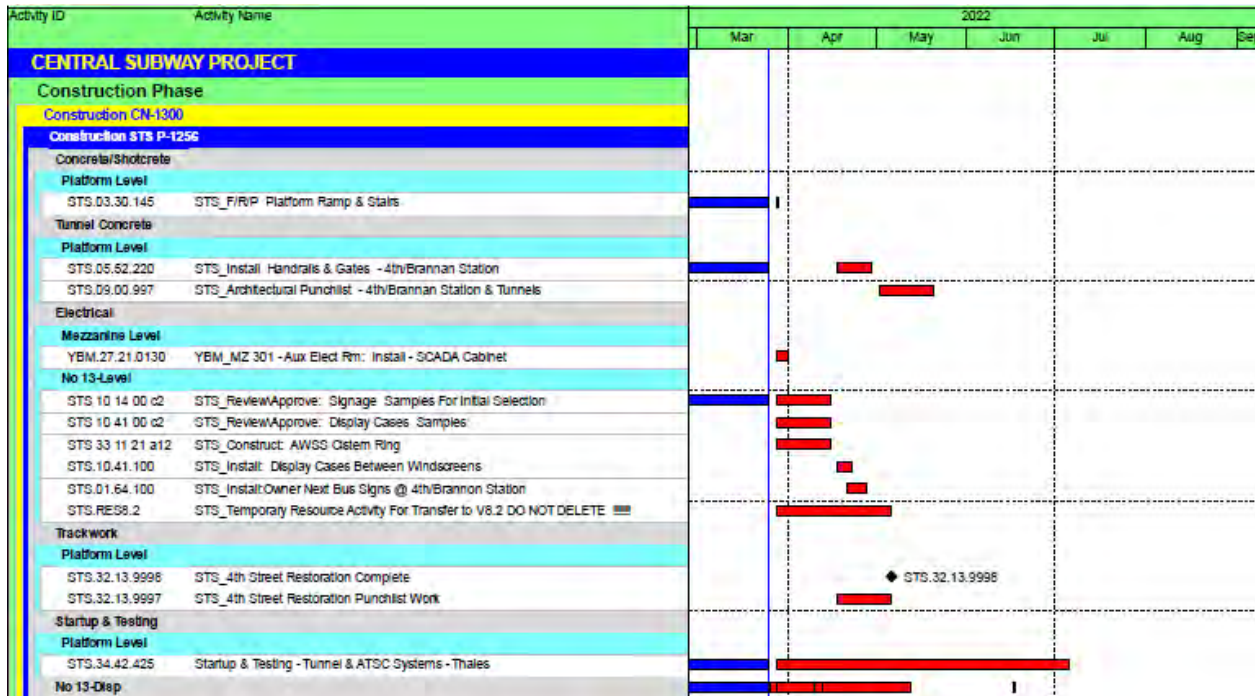 Activity ID Activity Name 2022
Mar Apr May Jun Jul Aug Sep
CENTRAL SUBWAY PROJECT
Construction Phase
Construction CN-1300
Construction STS P-1256
Concrete/Shotcrete
Platform Level
STS.03.30.145 STS_F/R/P Platform Ramp & Stairs
Tunnel Concrete
Platform Level
STS.05.52.220 STS_Install Handrails & Gates - 4th/Brannan Station
STS.09.00.997 STS_Architectural Punchlist - 4th/Brannan Station & Tunnels
Electrical
Mezzanine Level
YBM.27.21.0130 YBM_MZ 301 - Aux Elect Rm: Install - SCADA Cabinet
No 13-Level
STS 10 14 00 c2 STS_Review\Approve: Signage Samples For Initial Selection
STS 10 41 00 c2 STS_Review\Approve: Display Cases Samples
STS 33 11 21 a12 STS_Construct: AWSS Cistern Ring
STS.10.41.100 STS_Install: Display Cases Between Windscreens
STS.01.64.100 STS_Install:Owner Next Bus Signs @ 4th/Brannon Station
STS.RES8.2 STS_Temporary Resource Activity For Transfer to V8.2 DO NOT DELETE
Trackwork
Platform Level
STS.32.13.9998 STS_4th Street Restoration Complete STS.32.13.9998
STS.32.13.9997 STS_4th Street Restoration Punchlist Work
Startup & Testing
Platform Level
STS.34.42.425 Startup & Testing - Tunnel & ATSC Systems - Thales
No 13-Disp